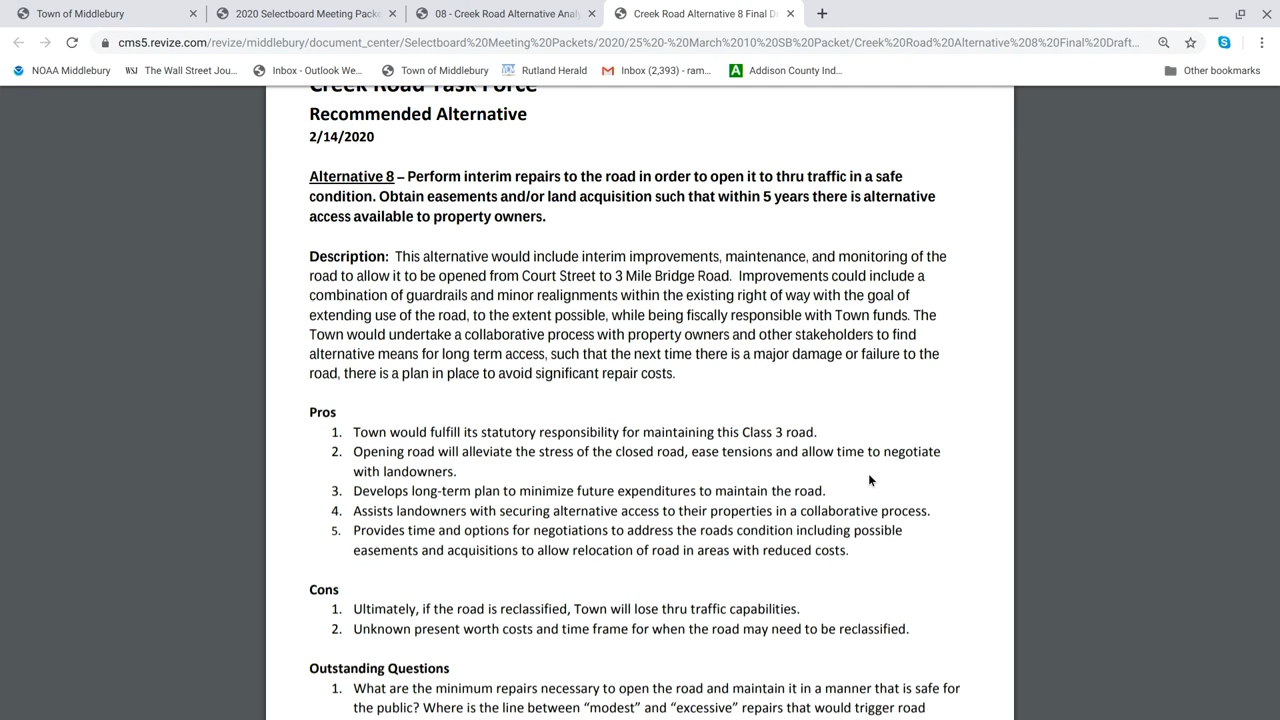 Town of Middlebury
2020 Selectboard Meeting Packe
08 - Creek Road Alternative Anal
Creek Road Alternative 8 Final D
cms5.revize.com/revize/middlebury/document_center/Selectboard%20Meeting%20Packets/2020/25%20-%20March%2010%20SB%20Packet/Creek%20Road%20Alternative%208%20Final%20Draft...
NOAA Middlebury
WSJ The Wall Street Jou...
Inbox - Outlook We...
Town of Middlebury
Rutland Herald
Inbox (2,393) - ram...
A Addison County Ind...
Other bookmarks
Creek Road Task Force
Recommended Alternative
2/14/2020
Alternative 8 – Perform interim repairs to the road in order to open it to thru traffic in a safe
condition. Obtain easements and/or land acquisition such that within 5 years there is alternative
access available to property owners.
Description: This alternative would include interim improvements, maintenance, and monitoring of the
road to allow it to be opened from Court Street to 3 Mile Bridge Road. Improvements could include a
combination of guardrails and minor realignments within the existing right of way with the goal of
extending use of the road, to the extent possible, while being fiscally responsible with Town funds. The
Town would undertake a collaborative process with property owners and other stakeholders to find
alternative means for long term access, such that the next time there is a major damage or failure to the
road, there is a plan in place to avoid significant repair costs.
Pros
1. Town would fulfill its statutory responsibility for maintaining this Class 3 road.
2. Opening road will alleviate the stress of the closed road, ease tensions and allow time to negotiate
with landowners.
3. Develops long-term plan to minimize future expenditures to maintain the road.
4. Assists landowners with securing alternative access to their properties in a collaborative process.
5. Provides time and options for negotiations to address the roads condition including possible
easements and acquisitions to allow relocation of road in areas with reduced costs.
Cons
1. Ultimately, if the road is reclassified, Town will lose thru traffic capabilities.
2. Unknown present worth costs and time frame for when the road may need to be reclassified.
Outstanding Questions
1. What are the minimum repairs necessary to open the road and maintain it in a manner that is safe for
the public? Where is the line between “modest” and “excessive” repairs that would trigger road